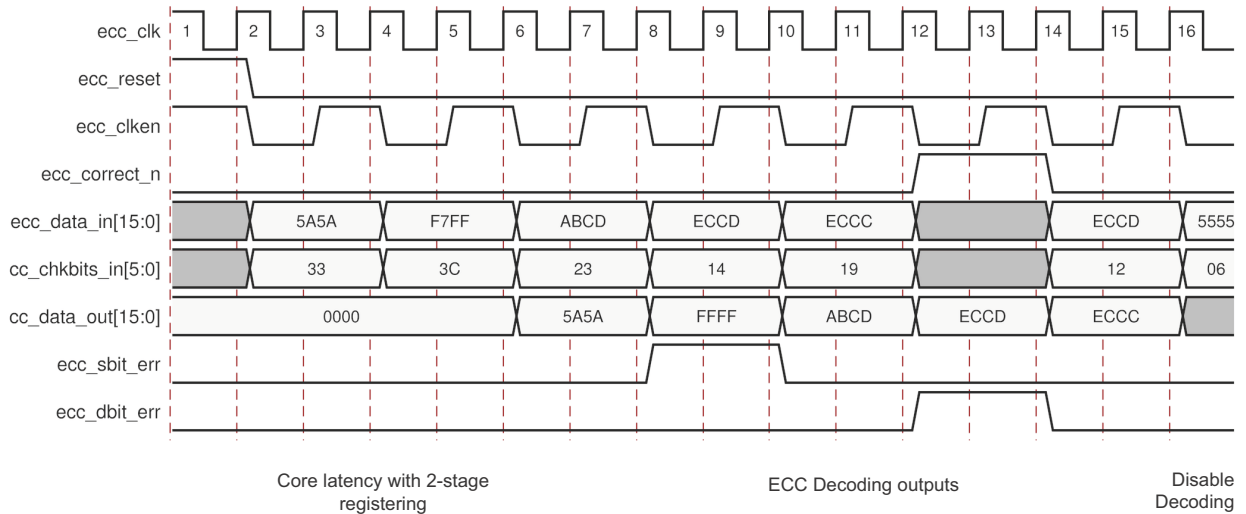 ecc_clk 1 2 3 4 5 6 7 8 9 10 11 12 13 14 15 16
ecc_reset
ecc_clken
ecc_correct_n
ecc_data_in[15:0] 5A5A F7FF ABCD ECCD ECCC ECCD 5555
cc_chkbits_in[5:0] 33 3C 23 14 19 12 06
cc_data_out[15:0] 0000 5A5A FFFF ABCD ECCD ECCC
ecc_sbit_err
ecc_dbit_err
Core latency with 2-stage
registering
ECC Decoding outputs
Disable
Decoding